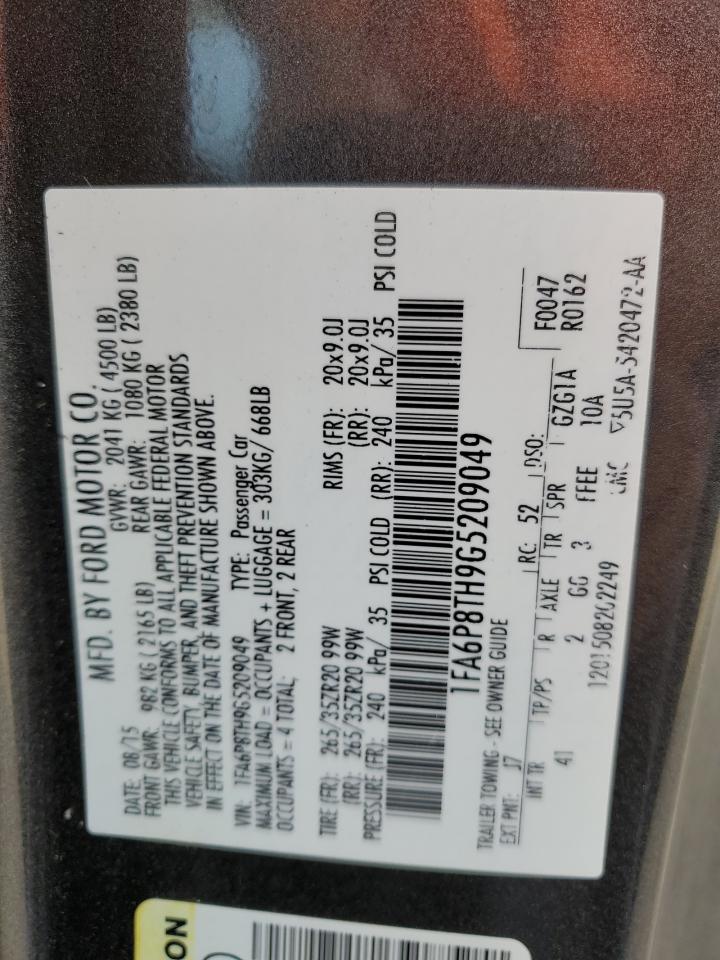 MFD. BY FORD MOTOR CO.
DATE: 08/15 GVWR: 2041 KG ( 4500 LB)
FRONT GAWR: 982 KG ( 2165 LB) REAR GAWR: 1080 KG ( 2380 LB)
THIS VEHICLE CONFORMS TO ALL APPLICABLE FEDERAL MOTOR
VEHICLE SAFETY, BUMPER, AND THEFT PREVENTION STANDARDS
IN EFFECT ON THE DATE OF MANUFACTURE SHOWN ABOVE.
VIN: 1FA6P8TH9G5209049 TYPE: Passenger Car
MAXIMUM LOAD = OCCUPANTS + LUGGAGE = 303KG/ 668LB
OCCUPANTS = 4 TOTAL: 2 FRONT, 2 REAR
TIRE (FR): 265/35ZR20 99W RIMS (FR): 20x9.0J
(RR): 265/35ZR20 99W (RR): 20x9.0J
PRESSURE (FR): 240 kPa/ 35 PSI COLD (RR): 240 kPa/ 35 PSI COLD
1FA6P8TH9G5209049
TRAILER TOWING - SEE OWNER GUIDE
EXT PNT: J7 RC: 52 DSO: F0047
INT TR TP/PS R AXLE TR SPR GZG1A R0162
41 2 GG 3 FFEE 10A
1201508202249 V5U5A-5420472-AA
ON